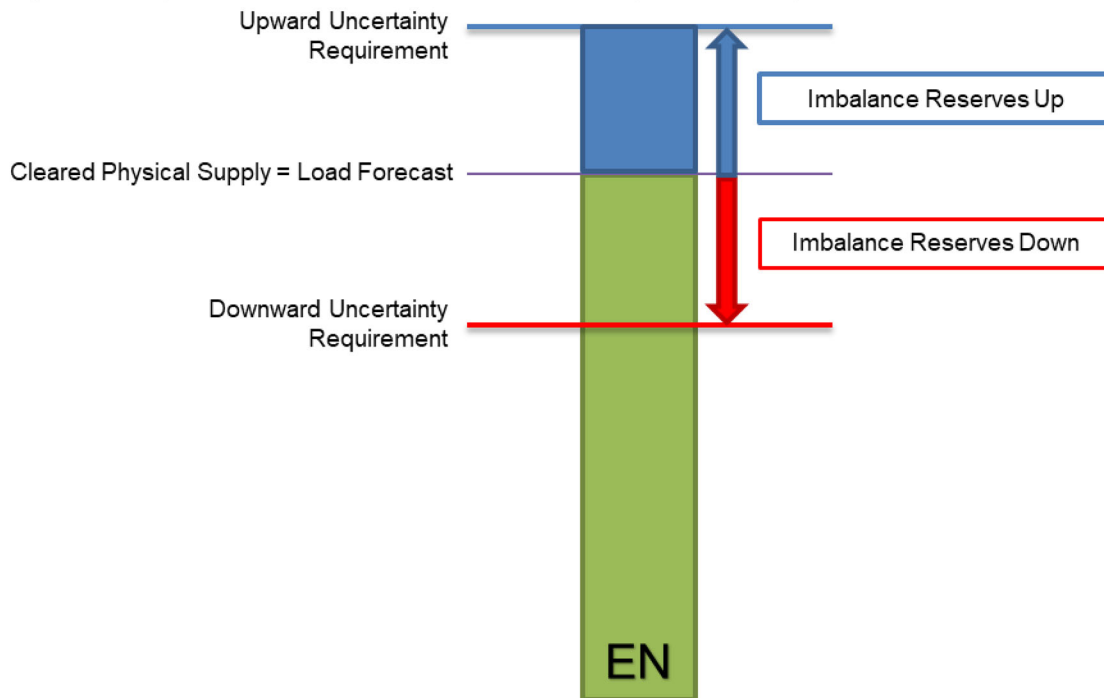 Upward Uncertainty
Requirement
Imbalance Reserves Up
Cleared Physical Supply = Load Forecast
Imbalance Reserves Down
Downward Uncertainty
Requirement
EN